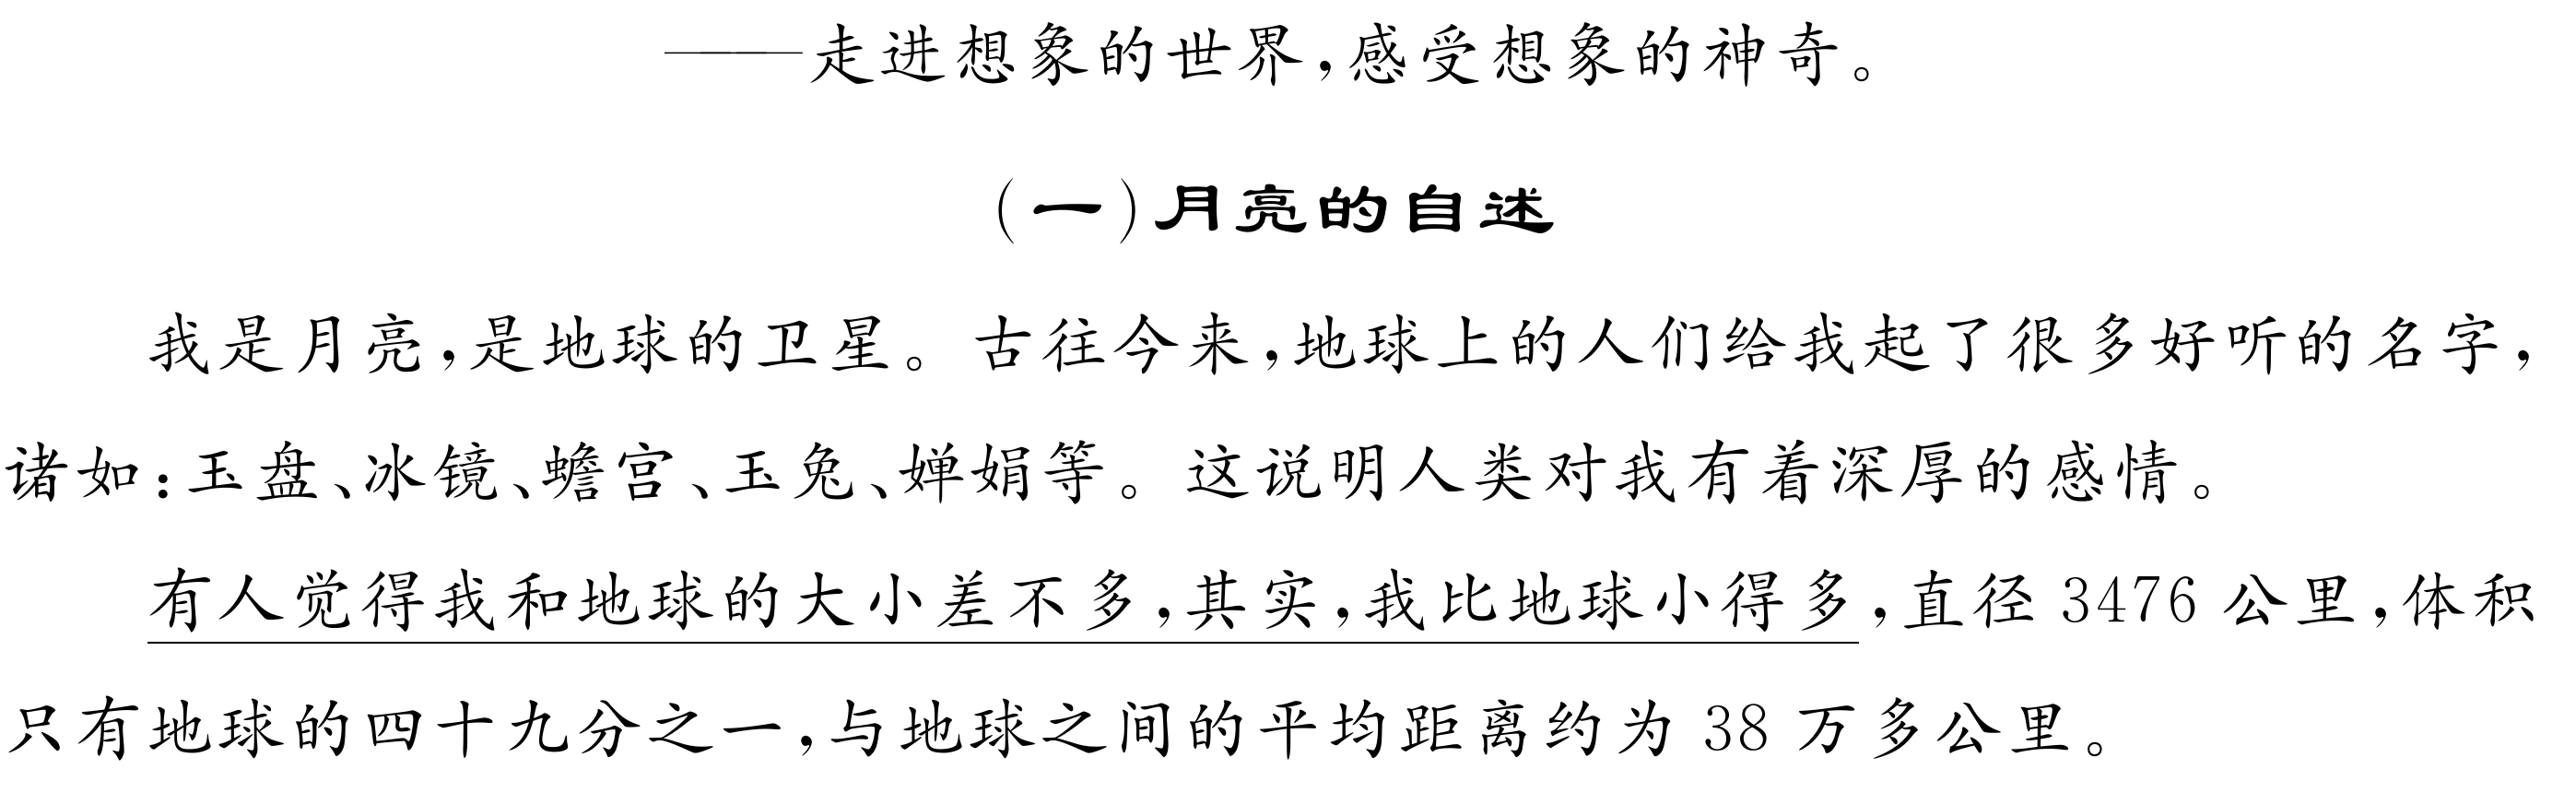 ——走进想象的世界,感受想象的神奇。
(一)月亮的自述
我是月亮,是地球的卫星。古往今来,地球上的人们给我起了很多好听的名字,
诸如:玉盘、冰镜、蟾宫、玉兔、婵娟等。这说明人类对我有着深厚的感情。
有人觉得我和地球的大小差不多,其实,我比地球小得多,直径 3476 公里,体积
只有地球的四十九分之一,与地球之间的平均距离约为 38 万多公里。